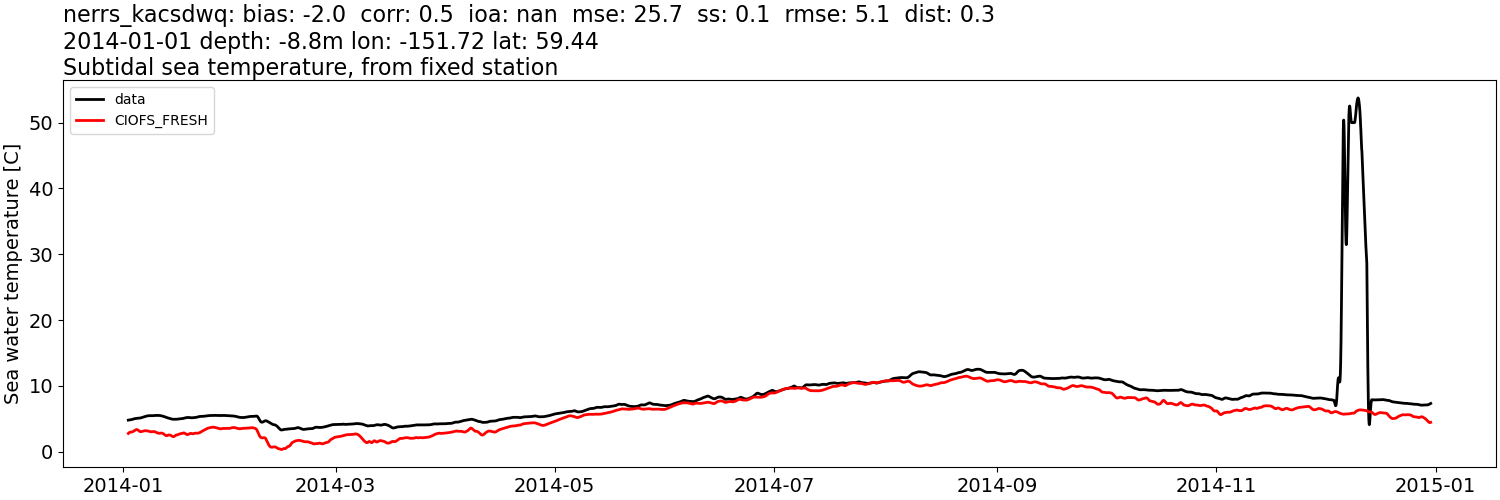 nerrs_kacsdwq: bias: -2.0  corr: 0.5  ioa: nan  mse: 25.7  ss: 0.1  rmse: 5.1  dist: 0.3
2014-01-01 depth: -8.8m lon: -151.72 lat: 59.44
Subtidal sea temperature, from fixed station
data
CIOFS_FRESH
Sea water temperature [C]
50
40
30
20
10
0
2014-01
2014-03
2014-05
2014-07
2014-09
2014-11
2015-01